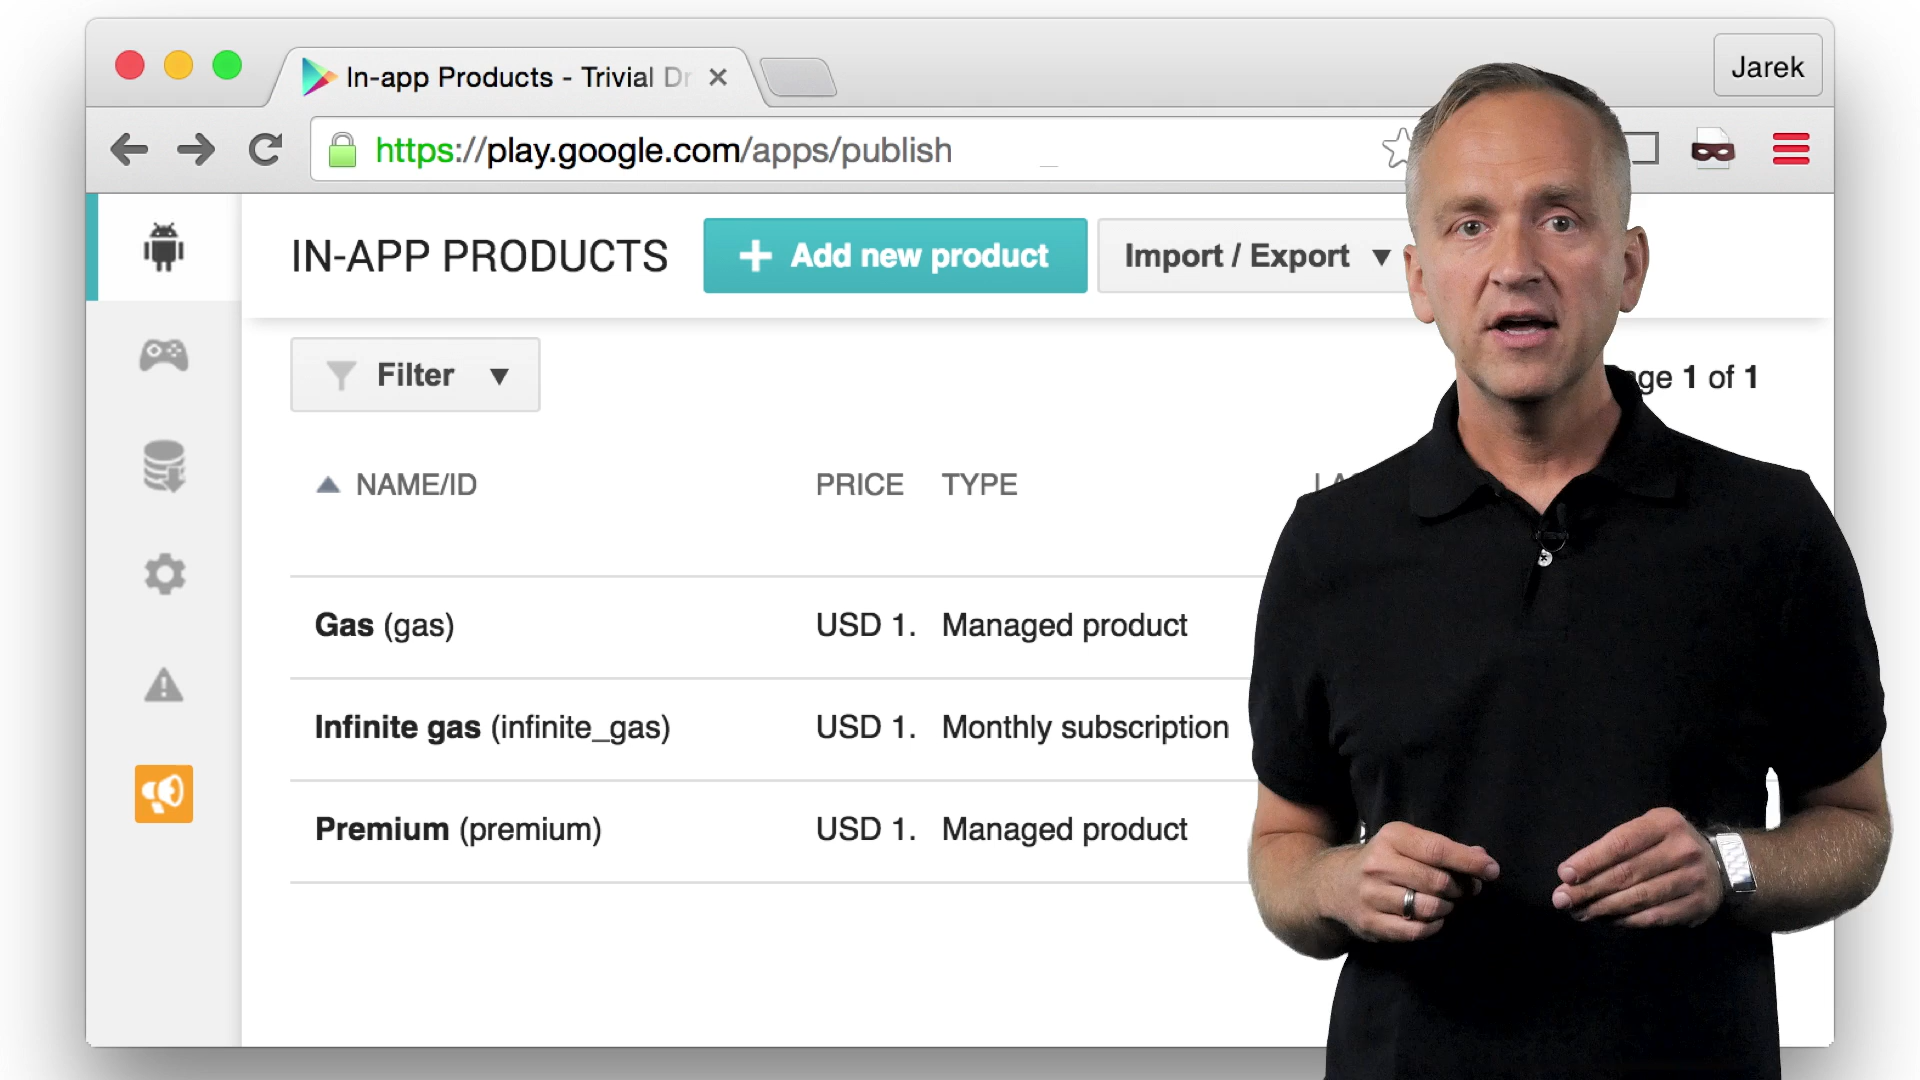 In-app Products - Trivial Dr
Jarek
https://play.google.com/apps/publish
IN-APP PRODUCTS
Add new product
Import / Export
Filter
1 of 1
NAME/ID PRICE TYPE
Gas (gas) USD 1. Managed product
Infinite gas (infinite_gas) USD 1. Monthly subscription
Premium (premium) USD 1. Managed product